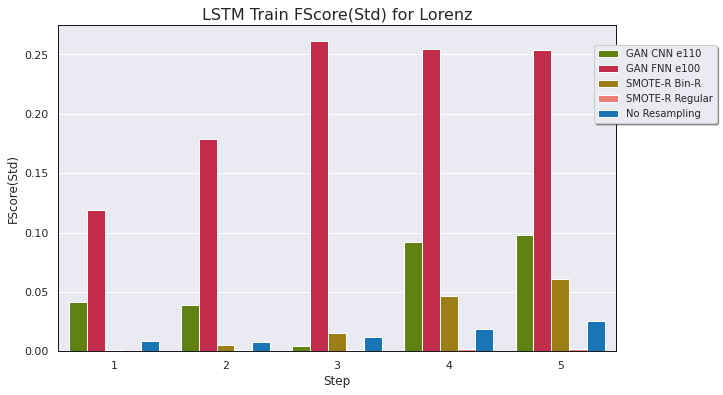 LSTM Train FScore(Std) for Lorenz
GAN CNN e110
GAN FNN e100
SMOTE-R Bin-R
SMOTE-R Regular
No Resampling
FScore(Std)
0.25
0.20
0.15
0.10
0.05
0.00
1 2 3 4 5
Step